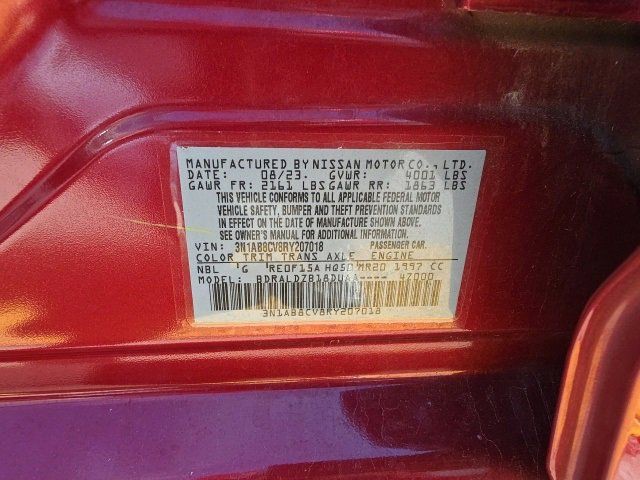 MANUFACTURED BY NISSAN MOTOR CO., LTD.
DATE: 08/23 GVWR: 4001 LBS
GAWR FR: 2161 LBS GAWR RR: 1863 LBS
THIS VEHICLE CONFORMS TO ALL APPLICABLE FEDERAL MOTOR
VEHICLE SAFETY, BUMPER AND THEFT PREVENTION STANDARDS
IN EFFECT ON THE DATE OF MANUFACTURE SHOWN ABOVE.
SEE OWNER'S MANUAL FOR ADDITIONAL INFORMATION.
VIN: 3N1AB8CV8RY207018 PASSENGER CAR
COLOR TRIM TRANS AXLE ENGINE
NBL G RE0F15A HQ50 MR20 1997 CC
BDRALDZB18DUAA---- 4Z000
3N1AB8CV8RY207018